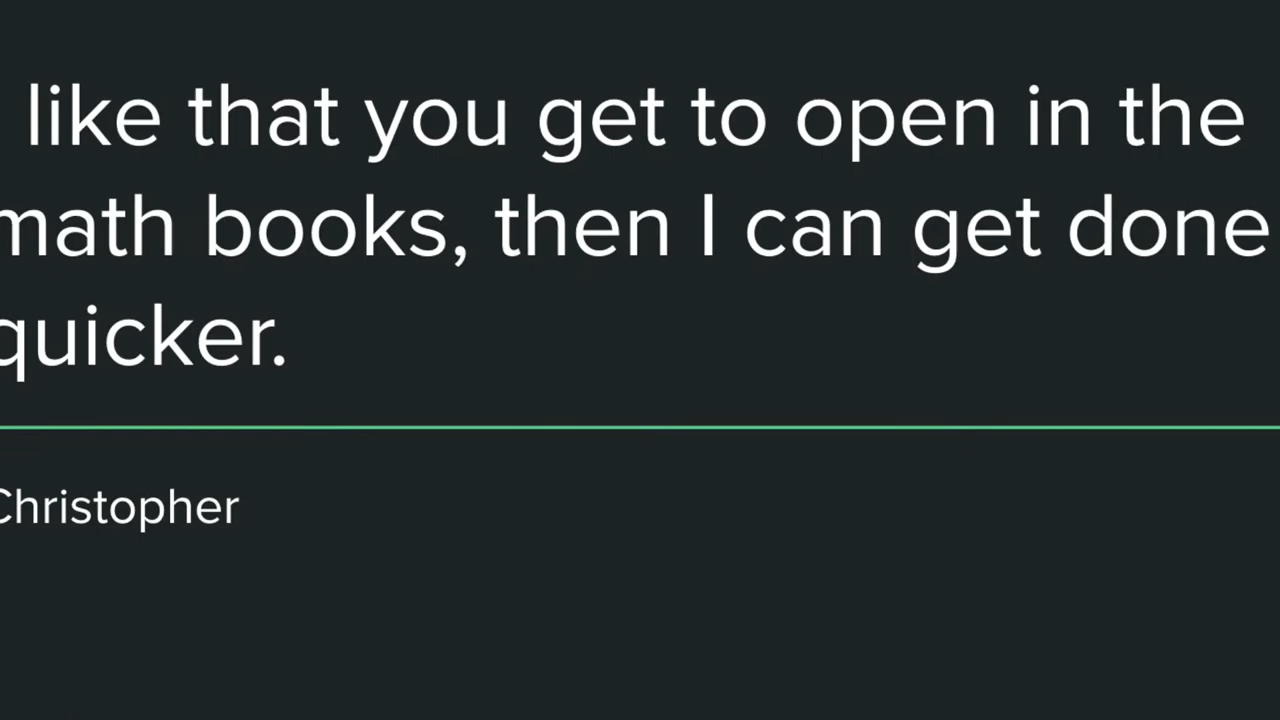 like that you get to open in the
math books, then I can get done
quicker.
Christopher